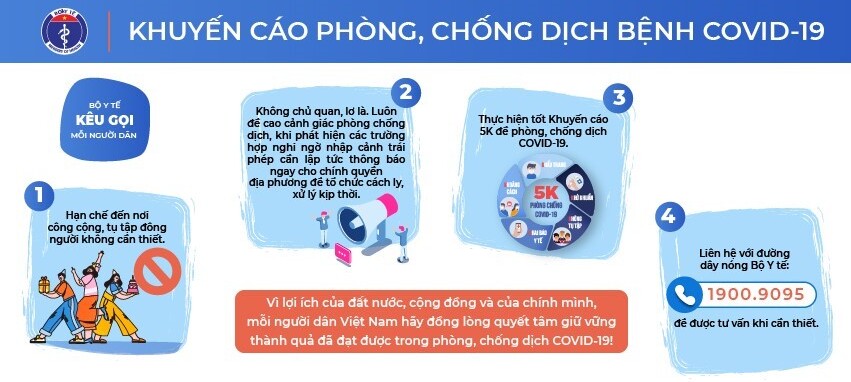 BỘ Y TẾ
MINISTRY OF HEALTH
KHUYẾN CÁO PHÒNG, CHỐNG DỊCH BỆNH COVID-19
BỘ Y TẾ
KÊU GỌI
MỖI NGƯỜI DÂN
1
Hạn chế đến nơi
công cộng, tụ tập đông
người không cần thiết.
2
Không chủ quan, lơ là. Luôn
đề cao cảnh giác phòng chống
dịch, khi phát hiện các trường
hợp nghi ngờ nhập cảnh trái
phép cần lập tức thông báo
ngay cho chính quyền
địa phương để tổ chức cách ly,
xử lý kịp thời.
3
Thực hiện tốt Khuyến cáo
5K để phòng, chống dịch
COVID-19.
KHẨU TRANG
KHOẢNG CÁCH
5K
PHÒNG CHỐNG
COVID-19
KHỬ KHUẨN
KHÔNG
TỤ TẬP
KHAI BÁO
Y TẾ
4
Liên hệ với đường
dây nóng Bộ Y tế:
1900.9095
để được tư vấn khi cần thiết.
Vì lợi ích của đất nước, cộng đồng và của chính mình,
mỗi người dân Việt Nam hãy đồng lòng quyết tâm giữ vững
thành quả đã đạt được trong phòng, chống dịch COVID-19!